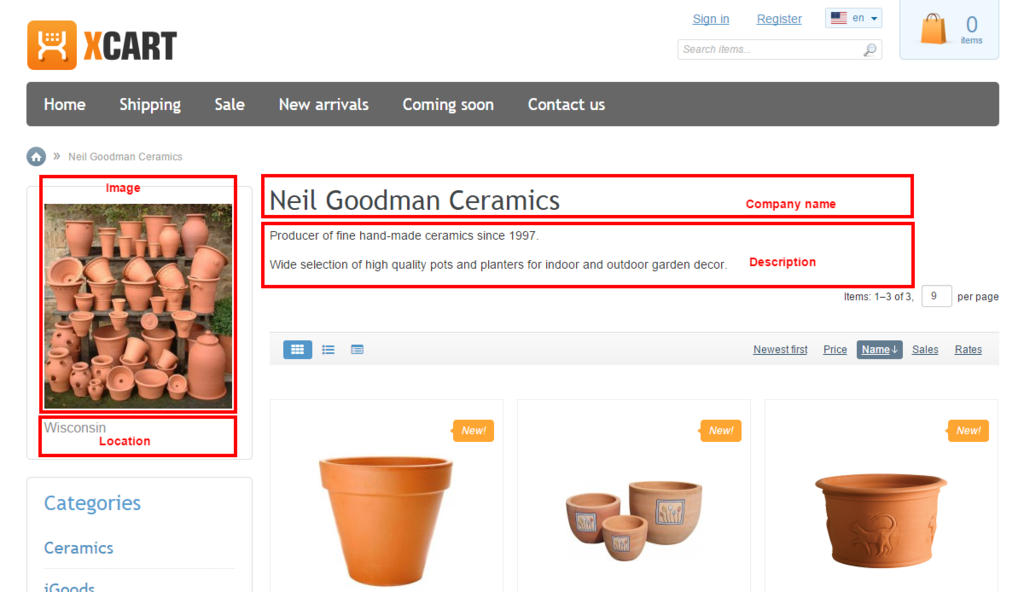 Sign in
Register
en
0
items
XCART
Search items...
Home
Shipping
Sale
New arrivals
Coming soon
Contact us
» Neil Goodman Ceramics
Image
Neil Goodman Ceramics
Company name
Producer of fine hand-made ceramics since 1997.
Wide selection of high quality pots and planters for indoor and outdoor garden decor.
Description
Items: 1–3 of 3, 9 per page
Newest first
Price
Name↓
Sales
Rates
Wisconsin
Location
New!
New!
New!
Categories
Ceramics
iGoods